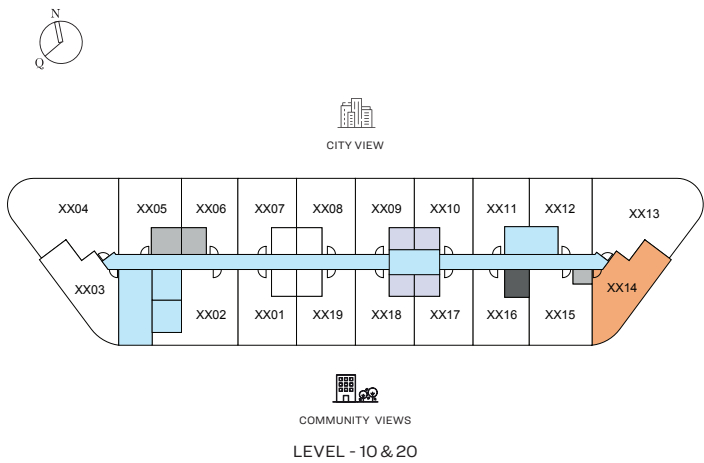 N
Q
CITY VIEW
XX04 XX05 XX06 XX07 XX08 XX09 XX10 XX11 XX12 XX13
XX03 XX14
XX02 XX01 XX19 XX18 XX17 XX16 XX15
COMMUNITY VIEWS
LEVEL - 10 & 20